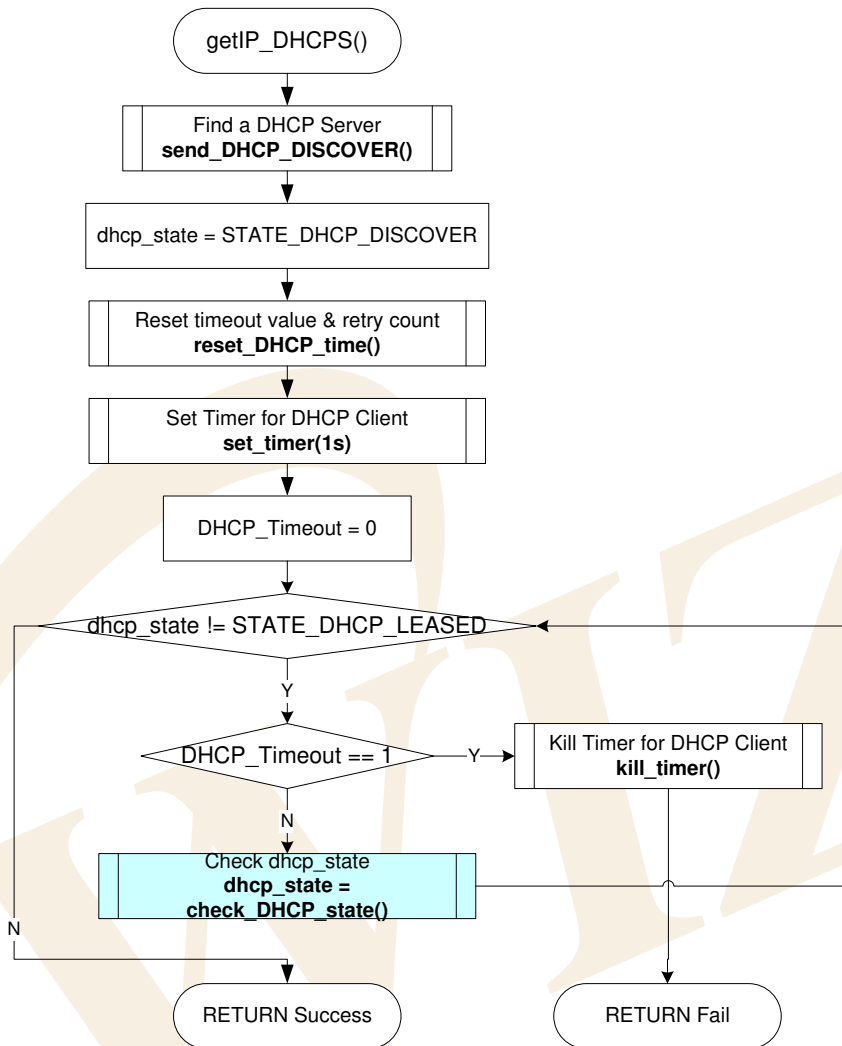 getIP_DHCPS()
Find a DHCP Server
send_DHCP_DISCOVER()
dhcp_state = STATE_DHCP_DISCOVER
Reset timeout value & retry count
reset_DHCP_time()
Set Timer for DHCP Client
set_timer(1s)
DHCP_Timeout = 0
dhcp_state != STATE_DHCP_LEASED
Y
DHCP_Timeout == 1
Y
Kill Timer for DHCP Client
kill_timer()
N
Check dhcp_state
dhcp_state =
check_DHCP_state()
N
RETURN Success
RETURN Fail